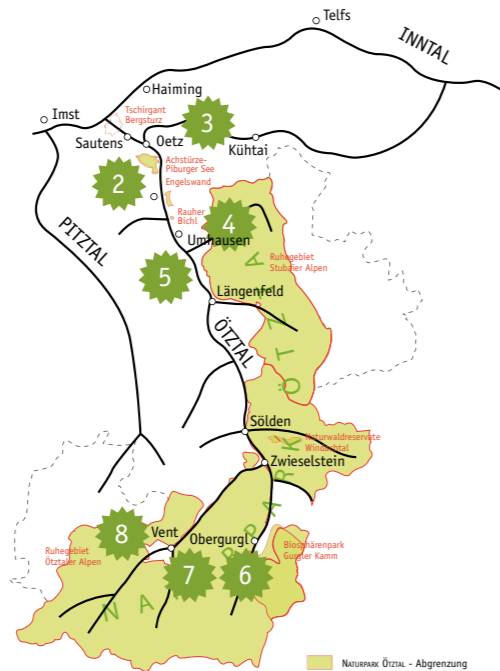 Telfs
INNTAL
Haiming
Imst
Tschirgant
Bergsturz
3
Sautens
Oetz
Kühtai
Achstürze-
Piburger See
2
Engelswand
PITZTAL
Rauher
Bichl
4
Umhausen
Ruhegebiet
Stubaier Alpen
5
Längenfeld
ÖTZTAL
Sölden
Naturwaldreservate
Windachtal
Zwieselstein
8
Vent
Obergurgl
Ruhegebiet
Ötztaler Alpen
Biosphärenpark
Gurgler Kamm
7
6
NATURPARK ÖTZTAL
NATURPARK ÖTZTAL - Abgrenzung